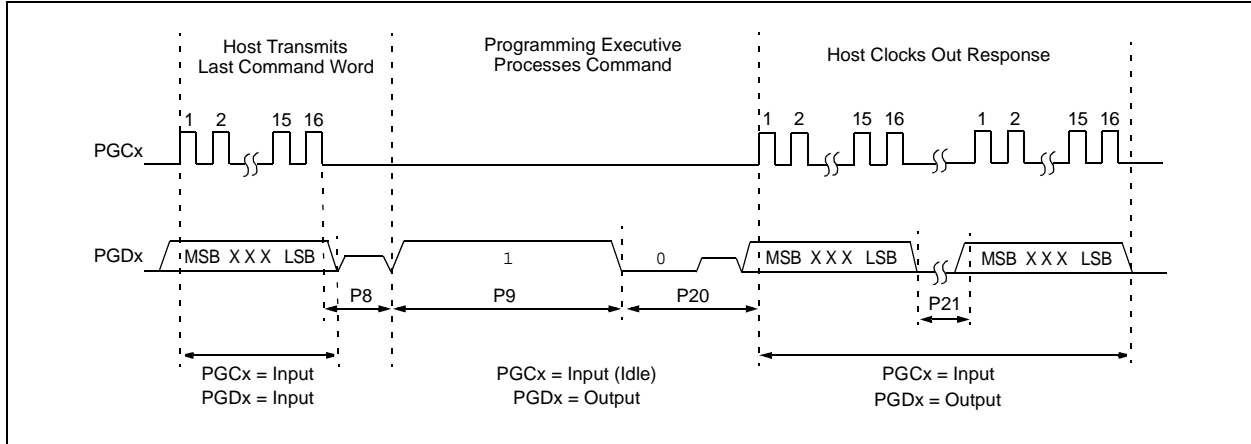 Host Transmits
Last Command Word
Programming Executive
Processes Command
Host Clocks Out Response
1 2 15 16
1 2 15 16
1 2 15 16
PGCx
PGDx
MSB X X X LSB
1
0
MSB X X X LSB
MSB X X X LSB
P8
P9
P20
P21
PGCx = Input
PGDx = Input
PGCx = Input (Idle)
PGDx = Output
PGCx = Input
PGDx = Output